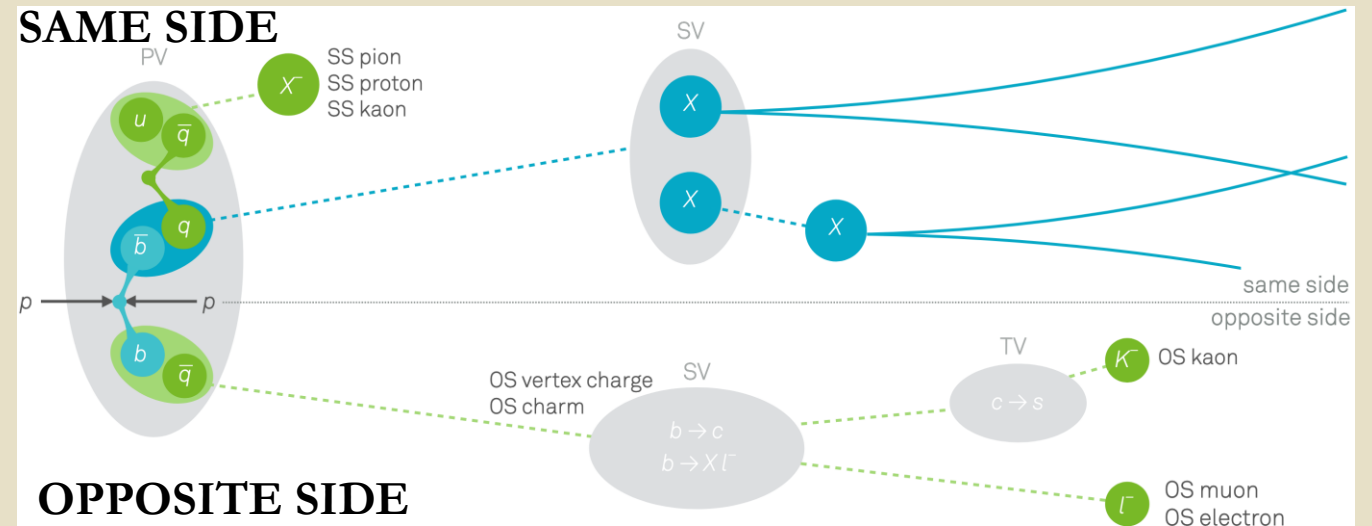 SAME SIDE
PV
X⁻
SS pion
SS proton
SS kaon
u
q̅
q
b̅
p
p
b
q̅
SV
X
X
X
same side
opposite side
OS vertex charge
OS charm
SV
b → c
b → X l⁻
TV
c → s
K⁻
OS kaon
l⁻
OS muon
OS electron
OPPOSITE SIDE